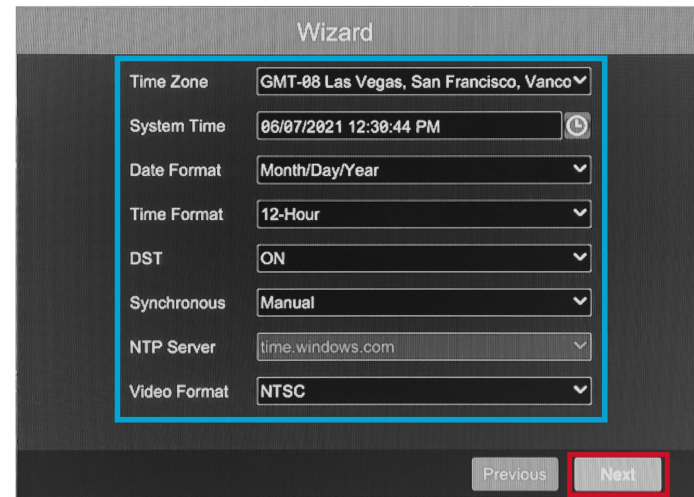 Wizard
Time Zone GMT-08 Las Vegas, San Francisco, Vanco
System Time 06/07/2021 12:30:44 PM
Date Format Month/Day/Year
Time Format 12-Hour
DST ON
Synchronous Manual
NTP Server time.windows.com
Video Format NTSC
Previous Next